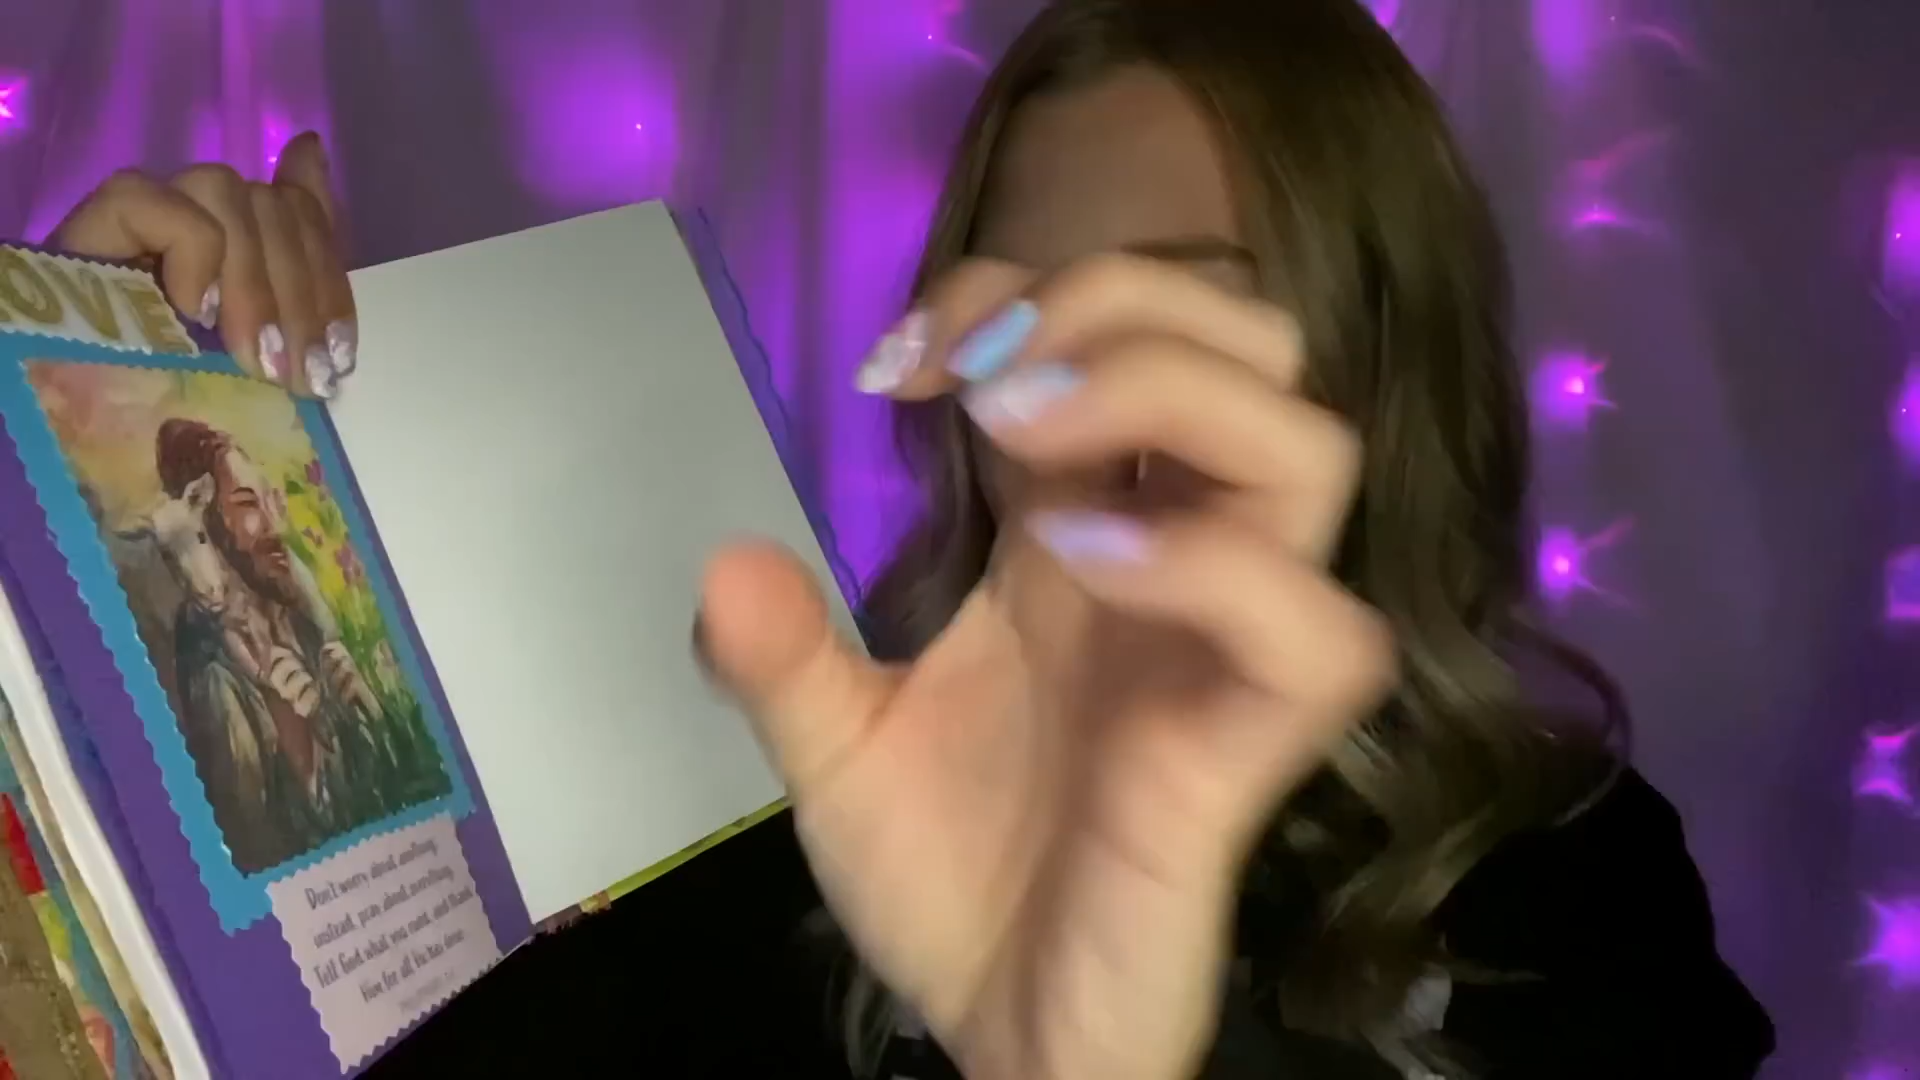 OVE
Don't worry about anything;
instead, pray about everything.
Tell God what you need, and thank
Him for all he has done.